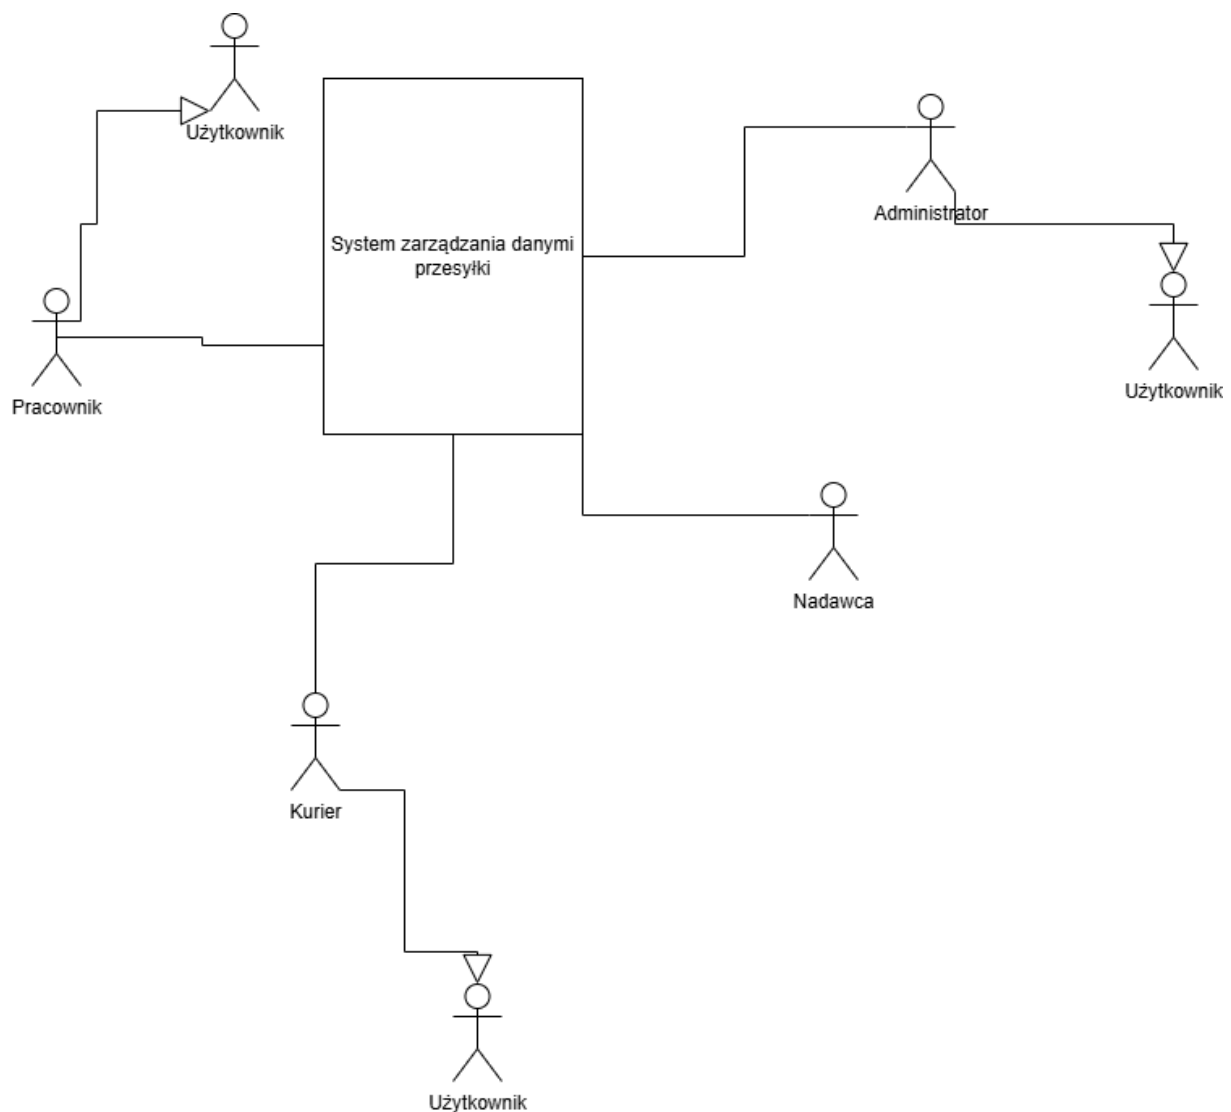 Użytkownik
Administrator
System zarządzania danymi
przesyłki
Użytkownik
Pracownik
Nadawca
Kurier
Użytkownik